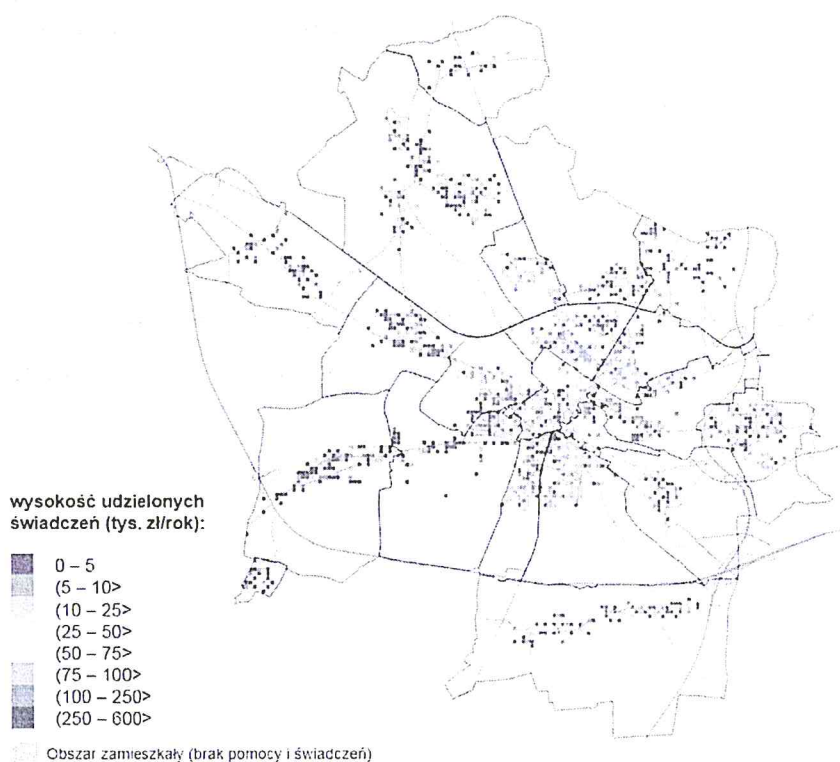 wysokość udzielonych
świadczeń (tys. zł/rok):
0 – 5
(5 – 10>
(10 – 25>
(25 – 50>
(50 – 75>
(75 – 100>
(100 – 250>
(250 – 600>
Obszar zamieszkały (brak pomocy i świadczeń)